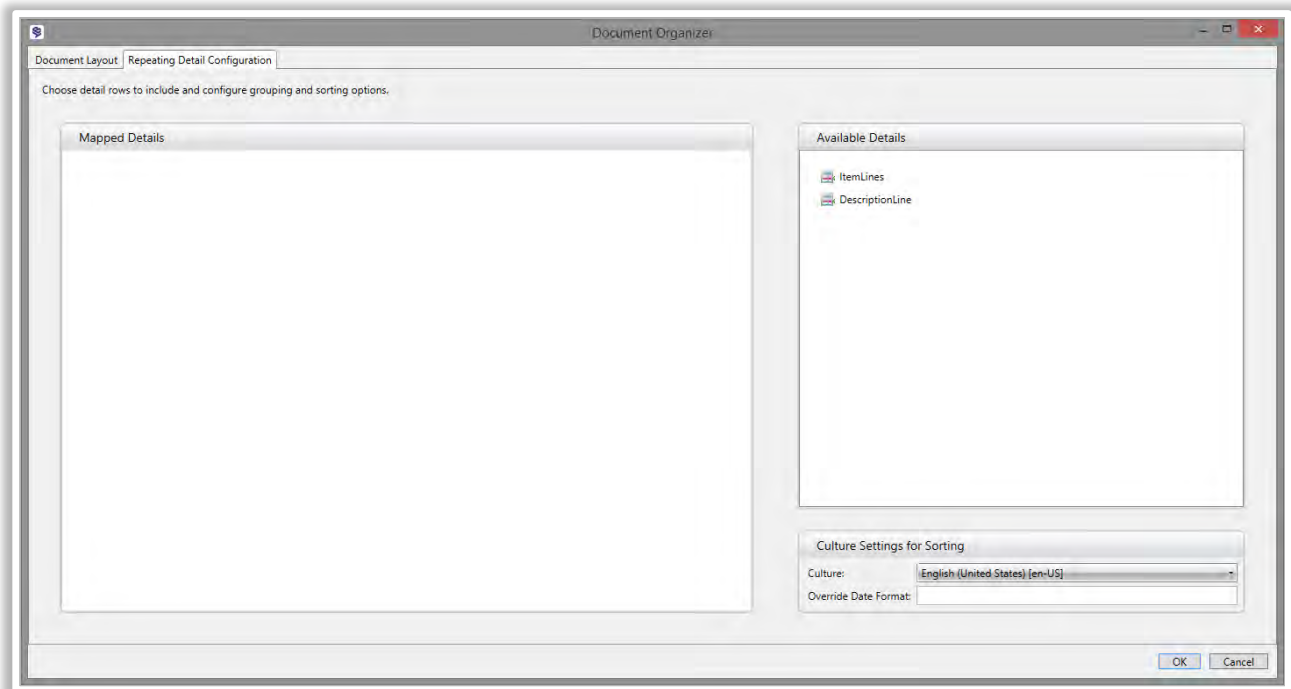 Document Organizer
Document Layout Repeating Detail Configuration
Choose detail rows to include and configure grouping and sorting options.
Mapped Details
Available Details
ItemLines
DescriptionLine
Culture Settings for Sorting
Culture: English (United States) [en-US]
Override Date Format:
OK Cancel